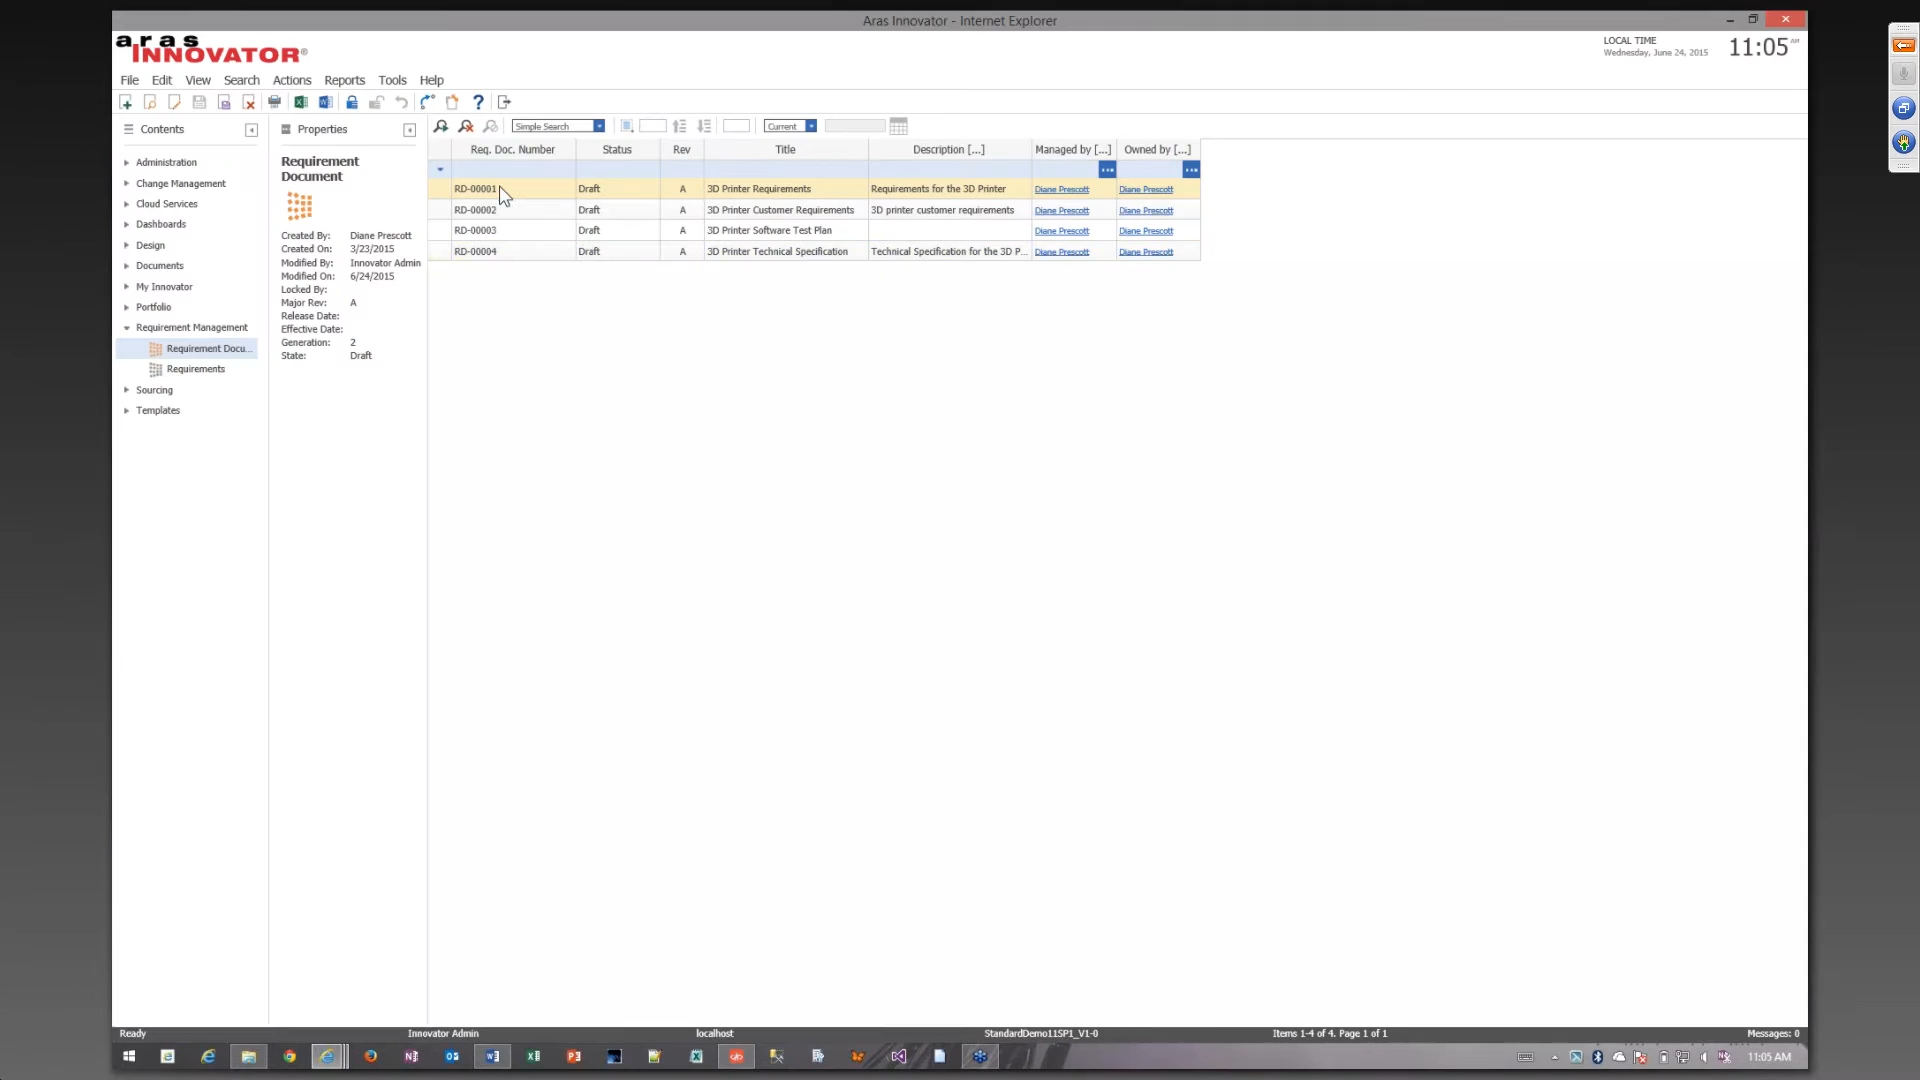 Aras Innovator - Internet Explorer
aras
INNOVATOR®
LOCAL TIME
Wednesday, June 24, 2015
11:05 AM
File Edit View Search Actions Reports Tools Help
Contents
Administration
Change Management
Cloud Services
Dashboards
Design
Documents
My Innovator
Portfolio
Requirement Management
Requirement Docu...
Requirements
Sourcing
Templates
Properties
Requirement
Document
Created By: Diane Prescott
Created On: 3/23/2015
Modified By: Innovator Admin
Modified On: 6/24/2015
Locked By:
Major Rev: A
Release Date:
Effective Date:
Generation: 2
State: Draft
Simple Search Current
Req. Doc. Number Status Rev Title Description [...] Managed by [...] Owned by [...]
RD-00001 Draft A 3D Printer Requirements Requirements for the 3D Printer Diane Prescott Diane Prescott
RD-00002 Draft A 3D Printer Customer Requirements 3D printer customer requirements Diane Prescott Diane Prescott
RD-00003 Draft A 3D Printer Software Test Plan Diane Prescott Diane Prescott
RD-00004 Draft A 3D Printer Technical Specification Technical Specification for the 3D P... Diane Prescott Diane Prescott
Ready Innovator Admin localhost StandardDemo11SP1_V1-0 Items 1-4 of 4. Page 1 of 1 Messages: 0
11:05 AM